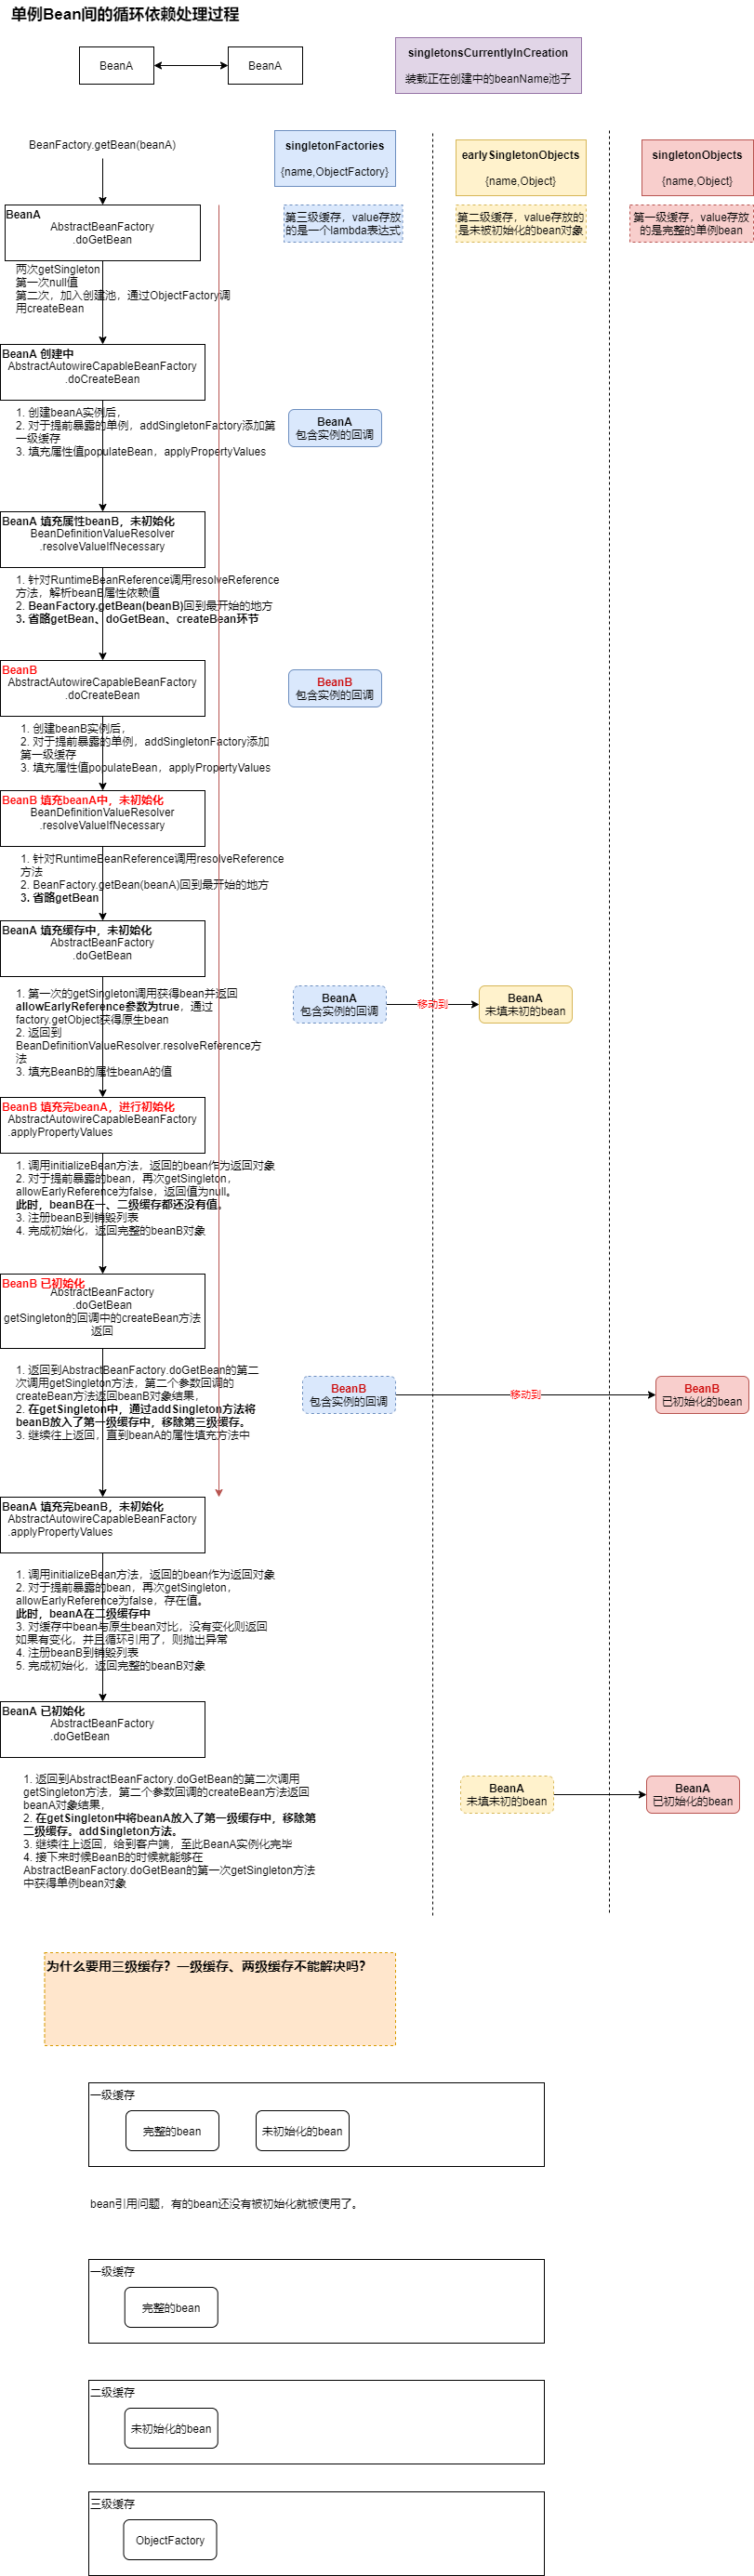 单例Bean间的循环依赖处理过程
BeanA
BeanA
singletonsCurrentlyInCreation
装载正在创建中的beanName池子
BeanFactory.getBean(beanA)
singletonFactories
{name,ObjectFactory}
earlySingletonObjects
{name,Object}
singletonObjects
{name,Object}
第三级缓存，value存放
的是一个lambda表达式
第二级缓存，value存放的
是未被初始化的bean对象
第一级缓存，value存放
的是完整的单例bean
BeanA
AbstractBeanFactory
.doGetBean
两次getSingleton
第一次null值
第二次，加入创建池，通过ObjectFactory调
用createBean
BeanA 创建中
AbstractAutowireCapableBeanFactory
.doCreateBean
1. 创建beanA实例后，
2. 对于提前暴露的单例，addSingletonFactory添加第
一级缓存
3. 填充属性值populateBean，applyPropertyValues
BeanA
包含实例的回调
BeanA 填充属性beanB，未初始化
BeanDefinitionValueResolver
.resolveValueIfNecessary
1. 针对RuntimeBeanReference调用resolveReference
方法，解析beanB属性依赖值
2. BeanFactory.getBean(beanB)回到最开始的地方
3. 省略getBean、doGetBean、createBean环节
BeanB
AbstractAutowireCapableBeanFactory
.doCreateBean
BeanB
包含实例的回调
1. 创建beanB实例后，
2. 对于提前暴露的单例，addSingletonFactory添加
第一级缓存
3. 填充属性值populateBean，applyPropertyValues
BeanB 填充beanA中，未初始化
BeanDefinitionValueResolver
.resolveValueIfNecessary
1. 针对RuntimeBeanReference调用resolveReference
方法
2. BeanFactory.getBean(beanA)回到最开始的地方
3. 省略getBean
BeanA 填充缓存中，未初始化
AbstractBeanFactory
.doGetBean
1. 第一次的getSingleton调用获得bean并返回
allowEarlyReference参数为true，通过
factory.getObject获得原生bean
2. 返回到
BeanDefinitionValueResolver.resolveReference方
法
3. 填充BeanB的属性beanA的值
BeanA
包含实例的回调
移动到
BeanA
未填未初的bean
BeanB 填充完beanA，进行初始化
AbstractAutowireCapableBeanFactory
.applyPropertyValues
1. 调用initializeBean方法，返回的bean作为返回对象
2. 对于提前暴露的bean，再次getSingleton，
allowEarlyReference为false，返回值为null。
此时，beanB在一、二级缓存都还没有值。
3. 注册beanB到销毁列表
4. 完成初始化，返回完整的beanB对象
BeanB 已初始化
AbstractBeanFactory
.doGetBean
getSingleton的回调中的createBean方法
返回
1. 返回到AbstractBeanFactory.doGetBean的第二
次调用getSingleton方法，第二个参数回调的
createBean方法返回beanB对象结果，
2. 在getSingleton中，通过addSingleton方法将
beanB放入了第一级缓存中，移除第三级缓存。
3. 继续往上返回，直到beanA的属性填充方法中
BeanB
包含实例的回调
移动到
BeanB
已初始化的bean
BeanA 填充完beanB，未初始化
AbstractAutowireCapableBeanFactory
.applyPropertyValues
1. 调用initializeBean方法，返回的bean作为返回对象
2. 对于提前暴露的bean，再次getSingleton，
allowEarlyReference为false，存在值。
此时，beanA在二级缓存中
3. 对缓存中bean与原生bean对比，没有变化则返回
如果有变化，并且循环引用了，则抛出异常
4. 注册beanB到销毁列表
5. 完成初始化，返回完整的beanB对象
BeanA 已初始化
AbstractBeanFactory
.doGetBean
1. 返回到AbstractBeanFactory.doGetBean的第二次调用
getSingleton方法，第二个参数回调的createBean方法返回
beanA对象结果，
2. 在getSingleton中将beanA放入了第一级缓存中，移除第
二级缓存。addSingleton方法。
3. 继续往上返回，给到客户端，至此BeanA实例化完毕
4. 接下来时候BeanB的时候就能够在
AbstractBeanFactory.doGetBean的第一次getSingleton方法
中获得单例bean对象
BeanA
未填未初的bean
BeanA
已初始化的bean
为什么要用三级缓存？一级缓存、两级缓存不能解决吗？
一级缓存
完整的bean
未初始化的bean
bean引用问题，有的bean还没有被初始化就被使用了。
一级缓存
完整的bean
二级缓存
未初始化的bean
三级缓存
ObjectFactory